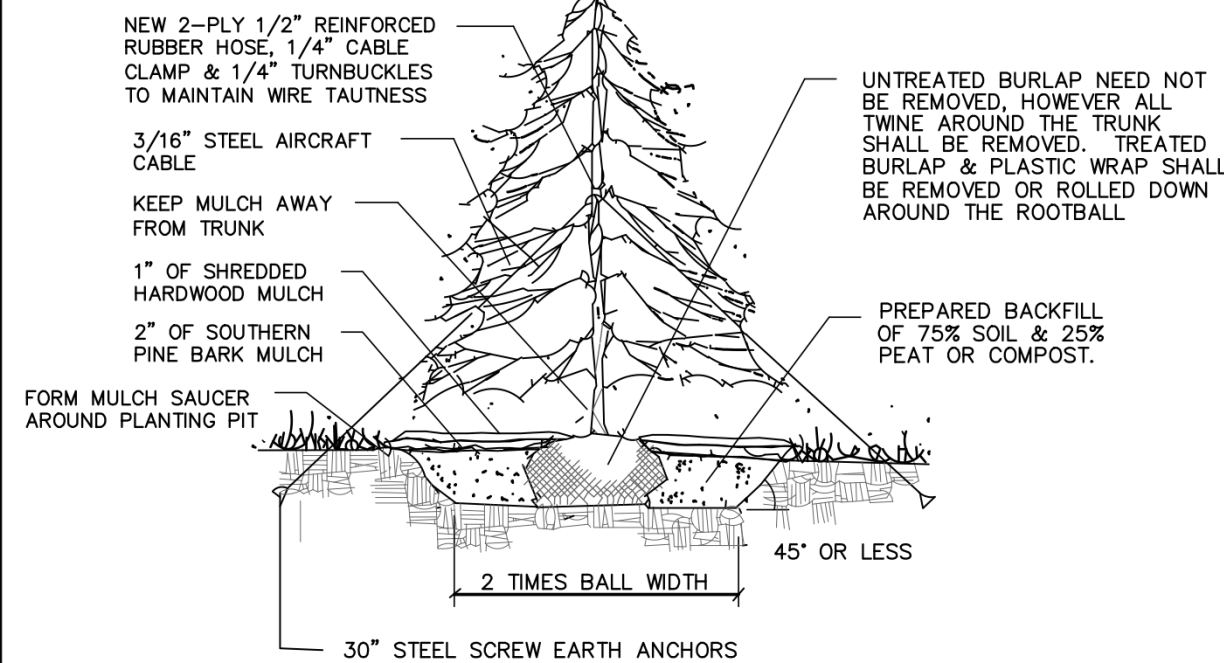 NEW 2–PLY 1/2” REINFORCED
RUBBER HOSE, 1/4” CABLE
CLAMP & 1/4” TURNBUCKLES
TO MAINTAIN WIRE TAUTNESS
3/16” STEEL AIRCRAFT
CABLE
KEEP MULCH AWAY
FROM TRUNK
1” OF SHREDDED
HARDWOOD MULCH
2” OF SOUTHERN
PINE BARK MULCH
FORM MULCH SAUCER
AROUND PLANTING PIT
UNTREATED BURLAP NEED NOT
BE REMOVED, HOWEVER ALL
TWINE AROUND THE TRUNK
SHALL BE REMOVED. TREATED
BURLAP & PLASTIC WRAP SHALL
BE REMOVED OR ROLLED DOWN
AROUND THE ROOTBALL
PREPARED BACKFILL
OF 75% SOIL & 25%
PEAT OR COMPOST.
45° OR LESS
2 TIMES BALL WIDTH
30” STEEL SCREW EARTH ANCHORS